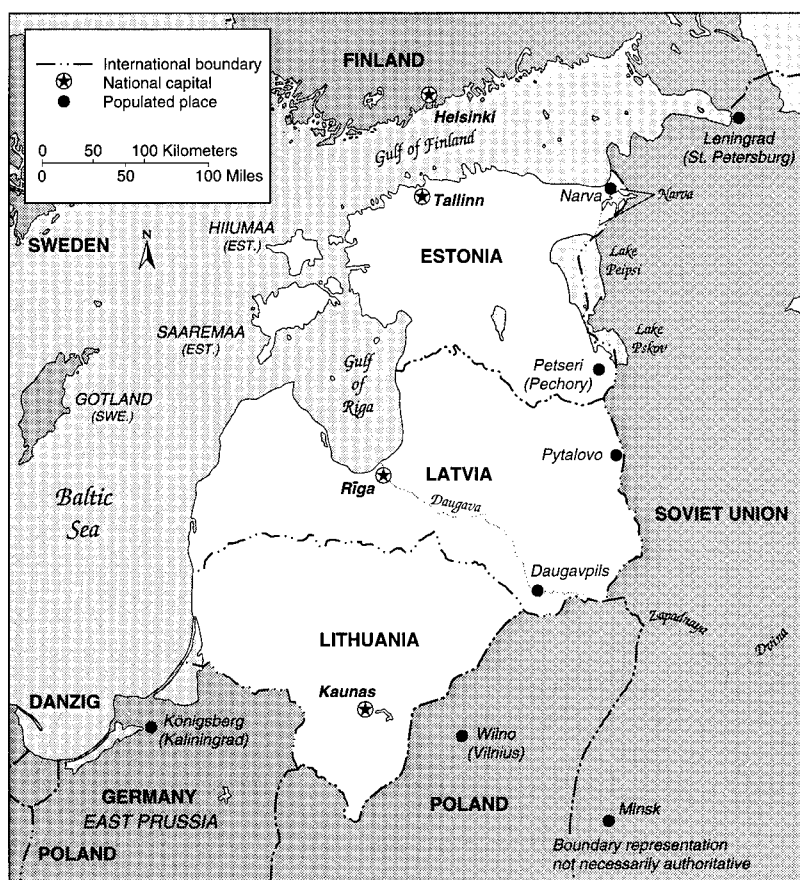 International boundary
National capital
Populated place
0 50 100 Kilometers
0 50 100 Miles
FINLAND
Helsinki
Gulf of Finland
Leningrad
(St. Petersburg)
Tallinn
Narva
Narva
HIIUMAA
(EST.)
SWEDEN
N
ESTONIA
Lake
Peipsi
SAAREMAA
(EST.)
Lake
Pskov
Gulf
of
Riga
Petseri
(Pechory)
GOTLAND
(SWE.)
Pytalovo
LATVIA
Rīga
Daugava
Baltic
Sea
SOVIET UNION
Daugavpils
Zapadnaya
Dvina
LITHUANIA
Kaunas
DANZIG
Königsberg
(Kaliningrad)
Wilno
(Vilnius)
GERMANY
EAST PRUSSIA
POLAND
Minsk
POLAND
Boundary representation
not necessarily authoritative